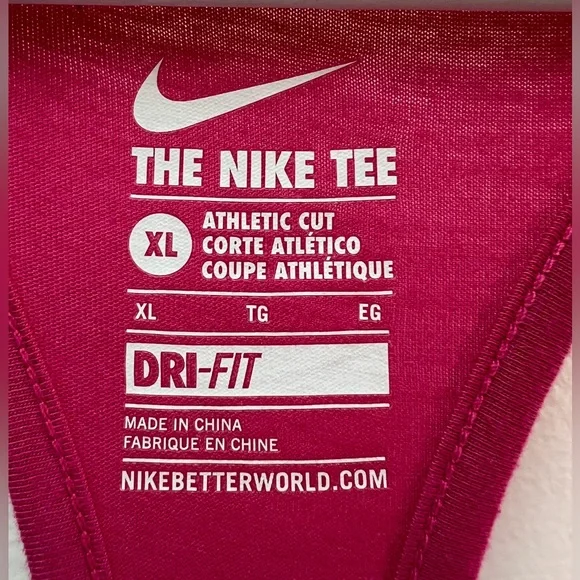 THE NIKE TEE
XL
ATHLETIC CUT
CORTE ATLÉTICO
COUPE ATHLÉTIQUE
XL TG EG
DRI-FIT
MADE IN CHINA
FABRIQUE EN CHINE
NIKEBETTERWORLD.COM